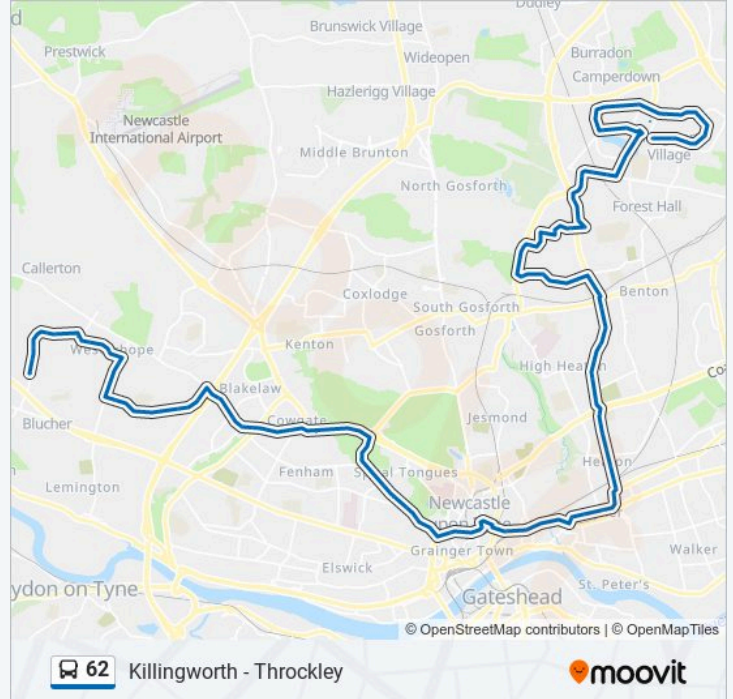 Dudley
d
Brunswick Village
Prestwick
Wideopen
Burradon
Camperdown
Hazlerigg Village
Newcastle
International Airport
Middle Brunton
Village
North Gosforth
Forest Hall
Callerton
Coxlodge
Benton
South Gosforth
Gosforth
Kenton
High Heaton
Blakelaw
Jesmond
Blucher
Cowgate
Fenham
Spital Tongues
Lemington
Newcastle
Grainger Town
Walker
Elswick
ydon on Tyne
St. Peter's
Gateshead
© OpenStreetMap contributors | © OpenMapTiles
62 Killingworth - Throckley
moovit